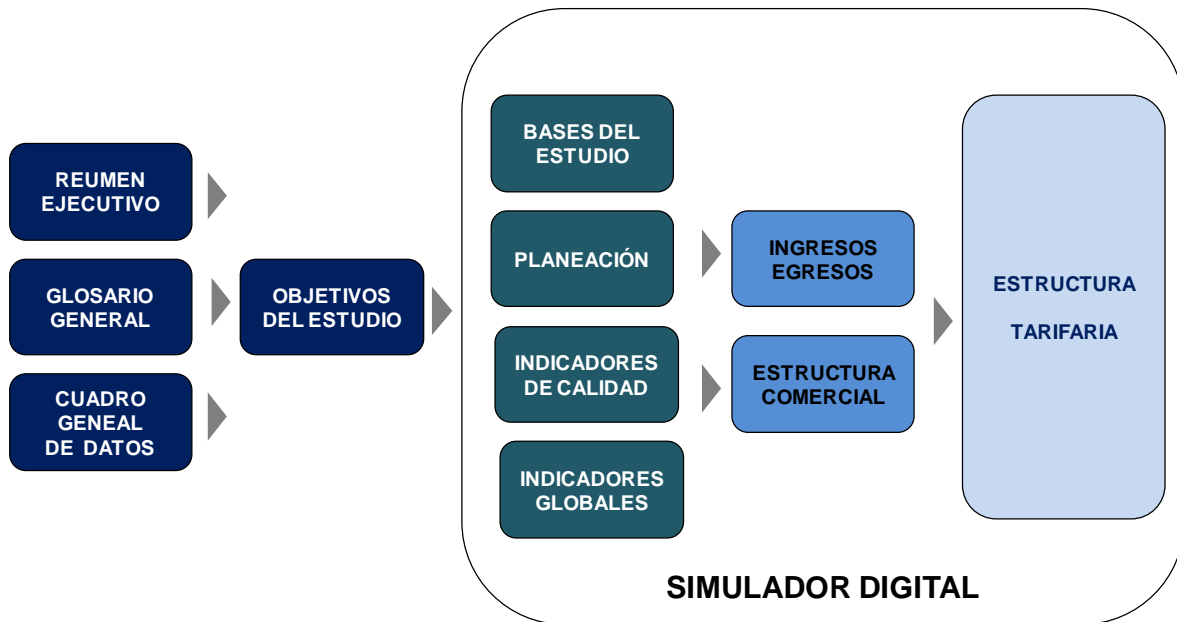 REUMEN
EJECUTIVO
GLOSARIO
GENERAL
CUADRO
GENEAL
DE DATOS
OBJETIVOS
DEL ESTUDIO
BASES DEL
ESTUDIO
PLANEACIÓN
INDICADORES
DE CALIDAD
INDICADORES
GLOBALES
INGRESOS
EGRESOS
ESTRUCTURA
COMERCIAL
ESTRUCTURA
TARIFARIA
SIMULADOR DIGITAL